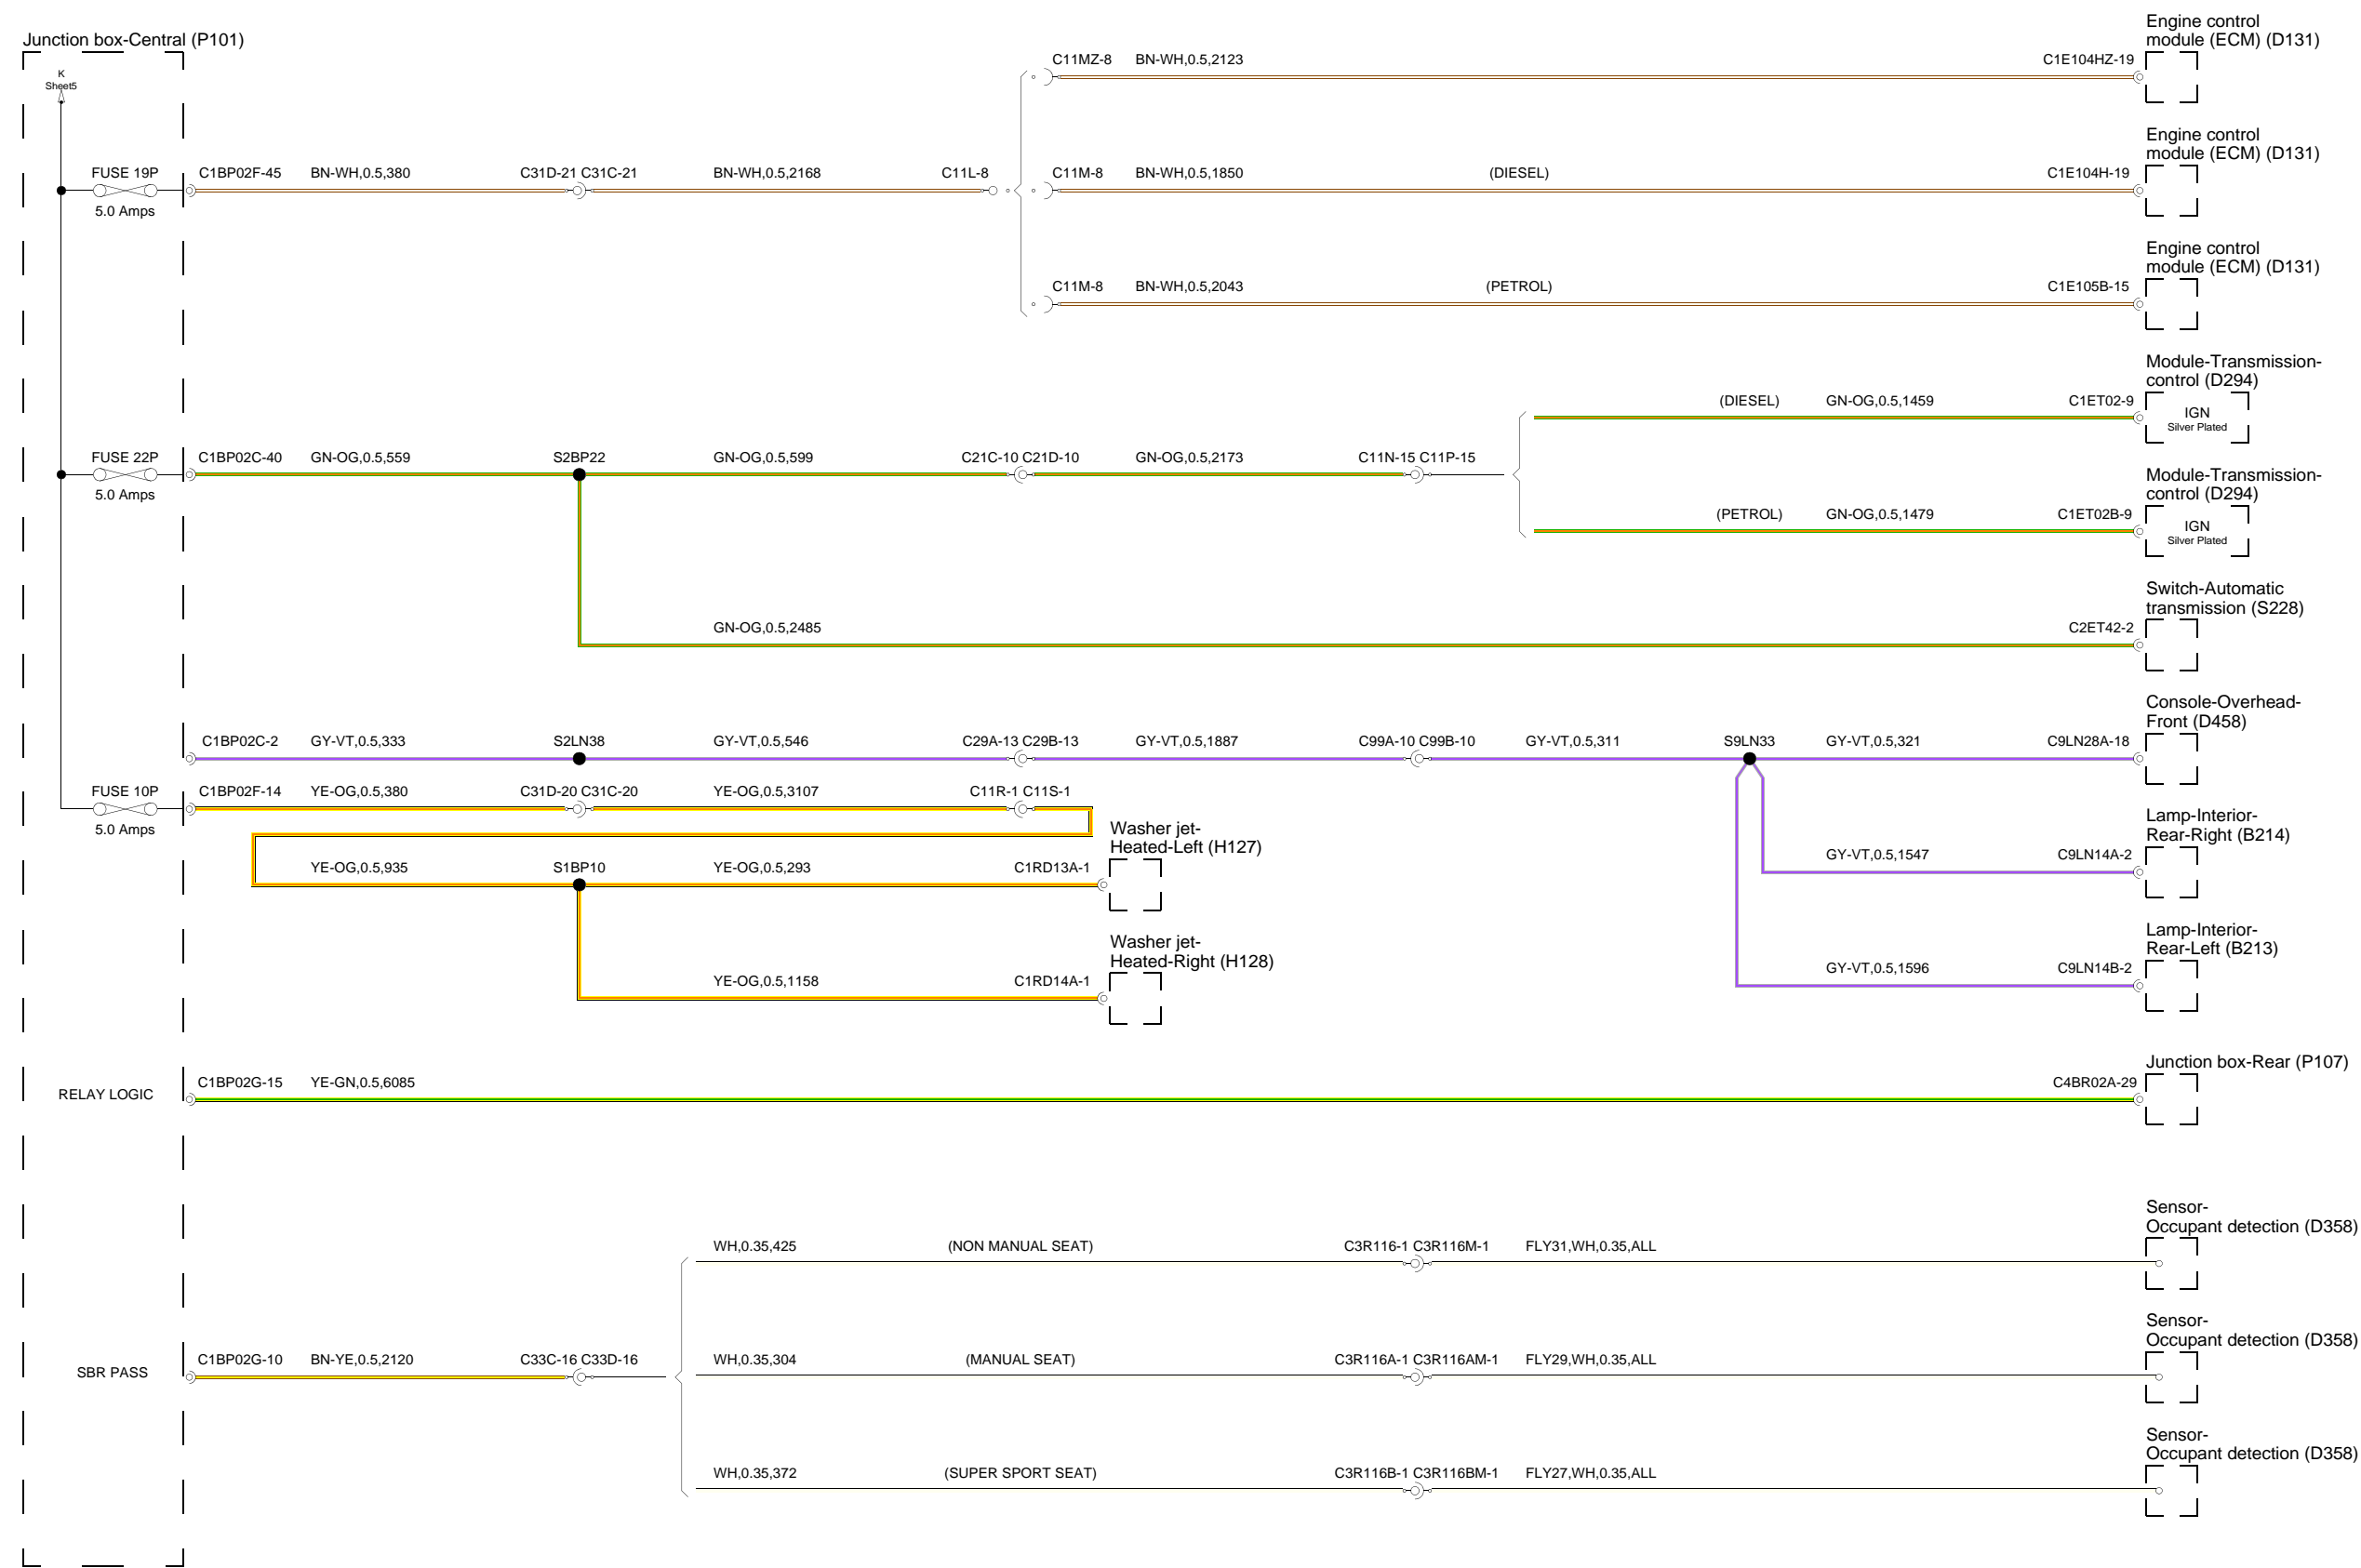 Junction box-Central (P101)
K
Sheet5
Engine control
module (ECM) (D131)
C11MZ-8 BN-WH,0.5,2123 C1E104HZ-19
Engine control
module (ECM) (D131)
FUSE 19P C1BP02F-45 BN-WH,0.5,380 C31D-21 C31C-21 BN-WH,0.5,2168 C11L-8 C11M-8 BN-WH,0.5,1850 (DIESEL) C1E104H-19
5.0 Amps
Engine control
module (ECM) (D131)
C11M-8 BN-WH,0.5,2043 (PETROL) C1E105B-15
Module-Transmission-
control (D294)
(DIESEL) GN-OG,0.5,1459 C1ET02-9
IGN
Silver Plated
FUSE 22P C1BP02C-40 GN-OG,0.5,559 S2BP22 GN-OG,0.5,599 C21C-10 C21D-10 GN-OG,0.5,2173 C11N-15 C11P-15
5.0 Amps
Module-Transmission-
control (D294)
(PETROL) GN-OG,0.5,1479 C1ET02B-9
IGN
Silver Plated
Switch-Automatic
transmission (S228)
GN-OG,0.5,2485 C2ET42-2
Console-Overhead-
Front (D458)
C1BP02C-2 GY-VT,0.5,333 S2LN38 GY-VT,0.5,546 C29A-13 C29B-13 GY-VT,0.5,1887 C99A-10 C99B-10 GY-VT,0.5,311 S9LN33 GY-VT,0.5,321 C9LN28A-18
FUSE 10P C1BP02F-14 YE-OG,0.5,380 C31D-20 C31C-20 YE-OG,0.5,3107 C11R-1 C11S-1
5.0 Amps
Lamp-Interior-
Rear-Right (B214)
GY-VT,0.5,1547 C9LN14A-2
Washer jet-
Heated-Left (H127)
YE-OG,0.5,935 S1BP10 YE-OG,0.5,293 C1RD13A-1
Lamp-Interior-
Rear-Left (B213)
GY-VT,0.5,1596 C9LN14B-2
Washer jet-
Heated-Right (H128)
YE-OG,0.5,1158 C1RD14A-1
Junction box-Rear (P107)
RELAY LOGIC C1BP02G-15 YE-GN,0.5,6085 C4BR02A-29
Sensor-
Occupant detection (D358)
WH,0.35,425 (NON MANUAL SEAT) C3R116-1 C3R116M-1 FLY31,WH,0.35,ALL
Sensor-
Occupant detection (D358)
SBR PASS C1BP02G-10 BN-YE,0.5,2120 C33C-16 C33D-16 WH,0.35,304 (MANUAL SEAT) C3R116A-1 C3R116AM-1 FLY29,WH,0.35,ALL
Sensor-
Occupant detection (D358)
WH,0.35,372 (SUPER SPORT SEAT) C3R116B-1 C3R116BM-1 FLY27,WH,0.35,ALL